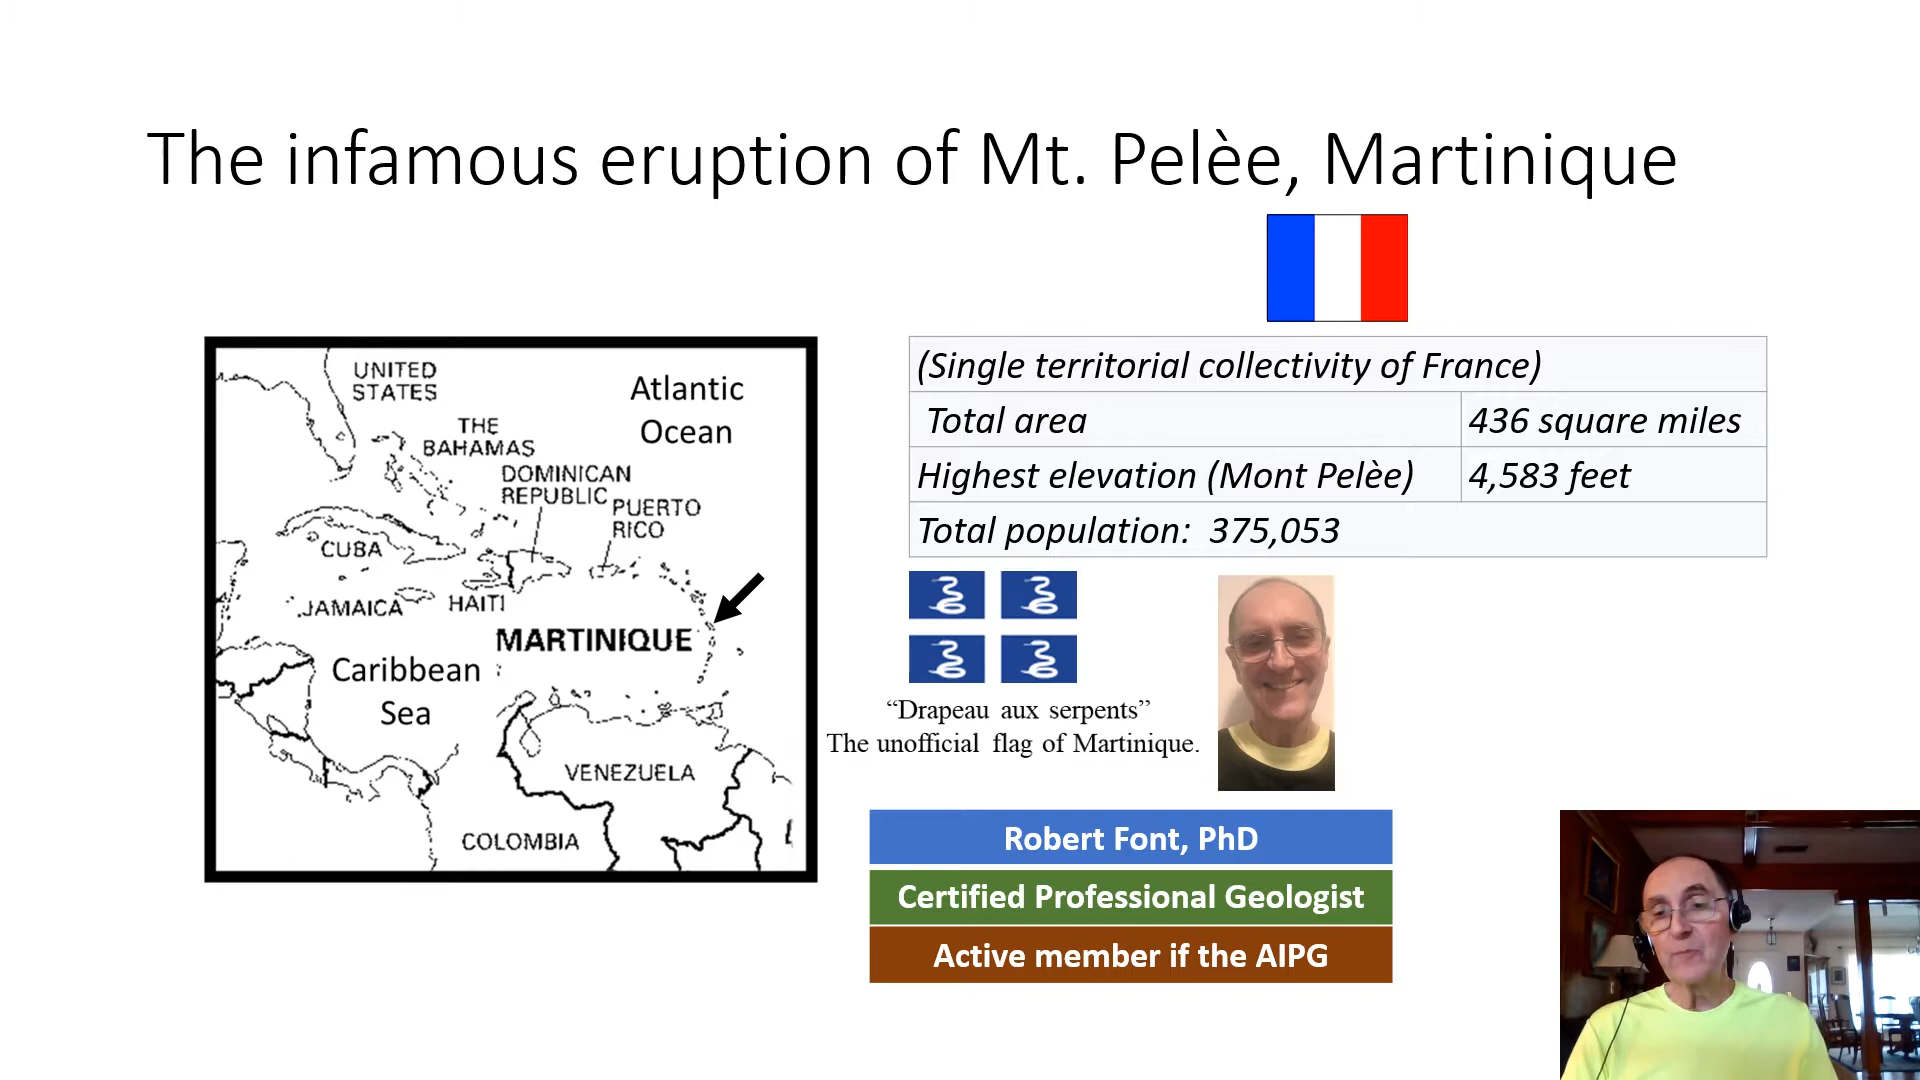 The infamous eruption of Mt. Pelèe, Martinique
UNITED
STATES
Atlantic
Ocean
THE
BAHAMAS
DOMINICAN
REPUBLIC
PUERTO
RICO
CUBA
JAMAICA
HAITI
MARTINIQUE
Caribbean
Sea
VENEZUELA
COLOMBIA
(Single territorial collectivity of France)
Total area 436 square miles
Highest elevation (Mont Pelèe) 4,583 feet
Total population: 375,053
“Drapeau aux serpents”
The unofficial flag of Martinique.
Robert Font, PhD
Certified Professional Geologist
Active member if the AIPG